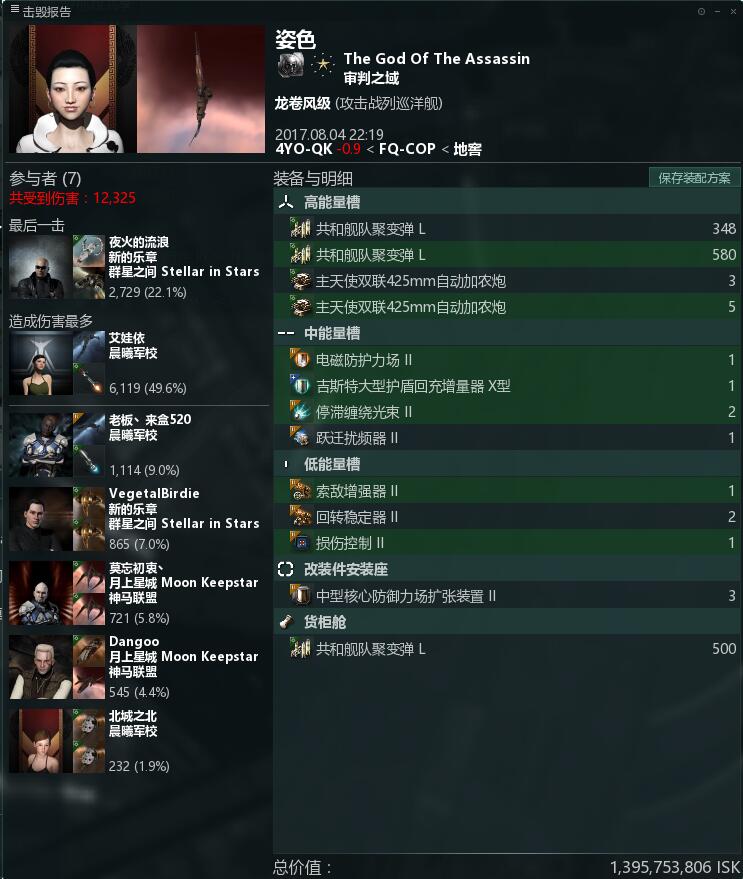 击毁报告
姿色
The God Of The Assassin
审判之域
龙卷风级 (攻击战列巡洋舰)
2017.08.04 22:19
4YO-QK -0.9 < FQ-COP < 地窖
参与者 (7)
共受到伤害：12,325
最后一击
夜火的流浪
新的乐章
群星之间 Stellar in Stars
2,729 (22.1%)
造成伤害最多
艾娃依
晨曦军校
6,119 (49.6%)
老板、来盒520
晨曦军校
1,114 (9.0%)
VegetalBirdie
新的乐章
群星之间 Stellar in Stars
865 (7.0%)
莫忘初衷、
月上星城 Moon Keepstar
神马联盟
721 (5.8%)
Dangoo
月上星城 Moon Keepstar
神马联盟
545 (4.4%)
北城之北
晨曦军校
232 (1.9%)
装备与明细
保存装配方案
高能量槽
共和舰队聚变弹 L 348
共和舰队聚变弹 L 580
主天使双联425mm自动加农炮 3
主天使双联425mm自动加农炮 5
中能量槽
电磁防护力场 II 1
吉斯特大型护盾回充增量器 X型 1
停滞缠绕光束 II 2
跃迁扰频器 II 1
低能量槽
索敌增强器 II 1
回转稳定器 II 2
损伤控制 II 1
改装件安装座
中型核心防御力场扩张装置 II 3
货柜舱
共和舰队聚变弹 L 500
总价值： 1,395,753,806 ISK